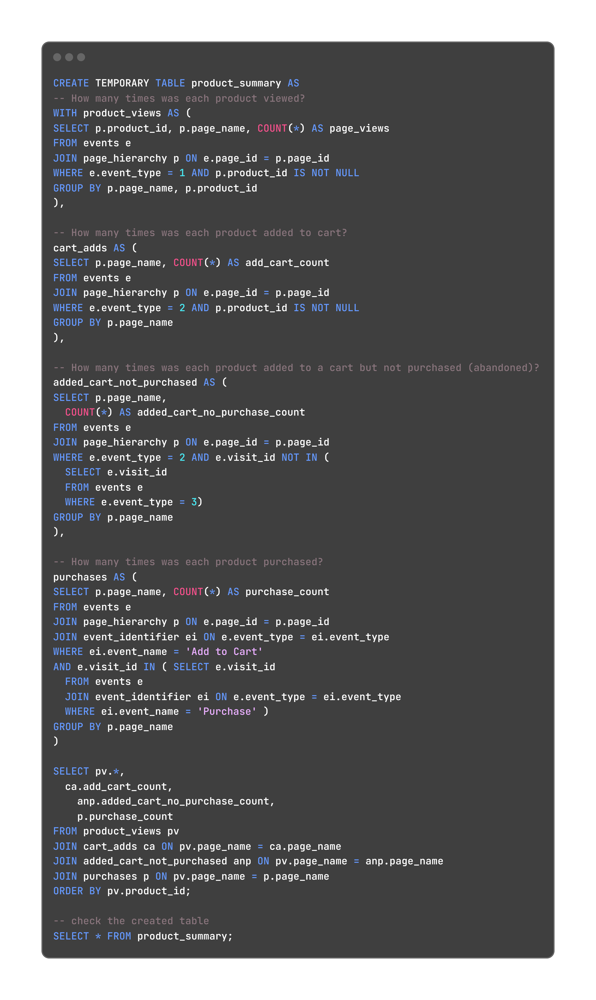 CREATE TEMPORARY TABLE product_summary AS
-- How many times was each product viewed?
WITH product_views AS (
SELECT p.product_id, p.page_name, COUNT(*) AS page_views
FROM events e
JOIN page_hierarchy p ON e.page_id = p.page_id
WHERE e.event_type = 1 AND p.product_id IS NOT NULL
GROUP BY p.page_name, p.product_id
),

-- How many times was each product added to cart?
cart_adds AS (
SELECT p.page_name, COUNT(*) AS add_cart_count
FROM events e
JOIN page_hierarchy p ON e.page_id = p.page_id
WHERE e.event_type = 2 AND p.product_id IS NOT NULL
GROUP BY p.page_name
),

-- How many times was each product added to a cart but not purchased (abandoned)?
added_cart_not_purchased AS (
SELECT p.page_name,
  COUNT(*) AS added_cart_no_purchase_count
FROM events e
JOIN page_hierarchy p ON e.page_id = p.page_id
WHERE e.event_type = 2 AND e.visit_id NOT IN (
  SELECT e.visit_id
  FROM events e
  WHERE e.event_type = 3)
GROUP BY p.page_name
),

-- How many times was each product purchased?
purchases AS (
SELECT p.page_name, COUNT(*) AS purchase_count
FROM events e
JOIN page_hierarchy p ON e.page_id = p.page_id
JOIN event_identifier ei ON e.event_type = ei.event_type
WHERE ei.event_name = 'Add to Cart'
AND e.visit_id IN ( SELECT e.visit_id
  FROM events e
  JOIN event_identifier ei ON e.event_type = ei.event_type
  WHERE ei.event_name = 'Purchase' )
GROUP BY p.page_name
)

SELECT pv.*,
  ca.add_cart_count,
    anp.added_cart_no_purchase_count,
    p.purchase_count
FROM product_views pv
JOIN cart_adds ca ON pv.page_name = ca.page_name
JOIN added_cart_not_purchased anp ON pv.page_name = anp.page_name
JOIN purchases p ON pv.page_name = p.page_name
ORDER BY pv.product_id;

-- check the created table
SELECT * FROM product_summary;